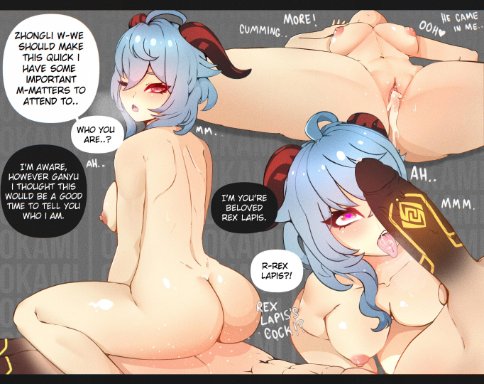 ZHONGLI W-WE
SHOULD MAKE
THIS QUICK I
HAVE SOME
IMPORTANT
M-MATTERS TO
ATTEND TO..
WHO YOU
ARE..?
AH..
MM..
I'M AWARE,
HOWEVER GANYU
I THOUGHT THIS
WOULD BE A GOOD
TIME TO TELL YOU
WHO I AM.
MORE!
CUMMING..
HE CAME
IN ME..
OOH♥
I'M YOU'RE
BELOVED
REX LAPIS.
AH..
MMM.
R-REX
LAPIS?!
REX
LAPIS'S
COCK!?